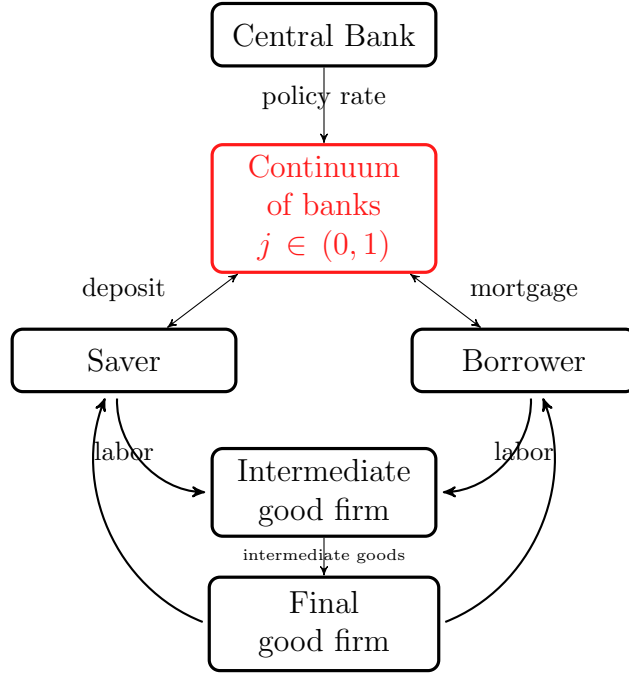 Central Bank
policy rate
Continuum
of banks
j ∈ (0, 1)
deposit
mortgage
Saver
Borrower
labor
labor
Intermediate
good firm
intermediate goods
Final
good firm